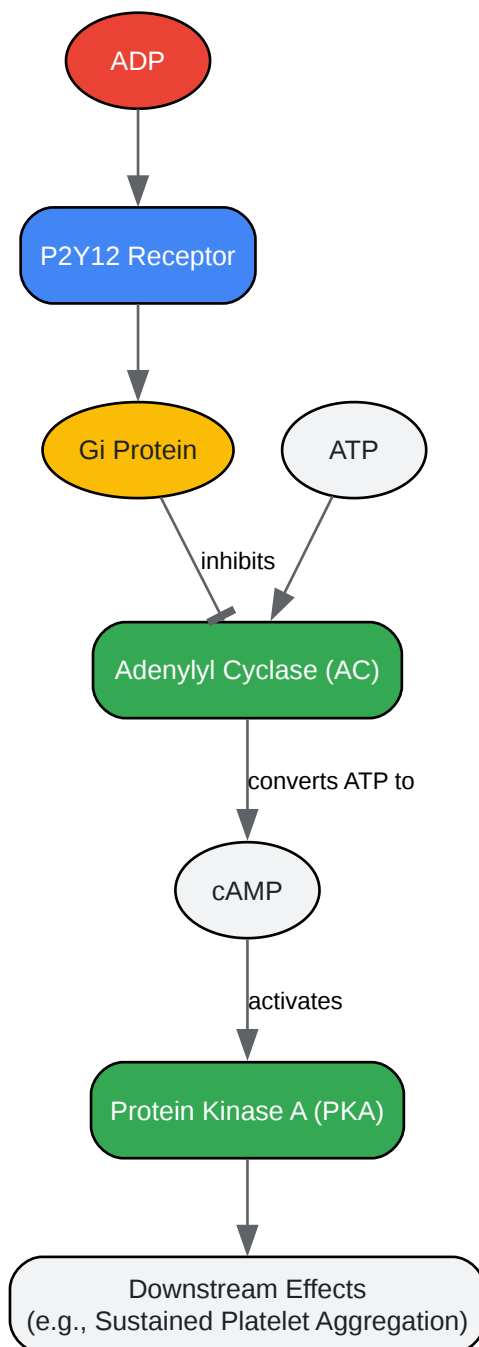 ADP
P2Y12 Receptor
Gi Protein
ATP
inhibits
Adenylyl Cyclase (AC)
converts ATP to
cAMP
activates
Protein Kinase A (PKA)
Downstream Effects
(e.g., Sustained Platelet Aggregation)